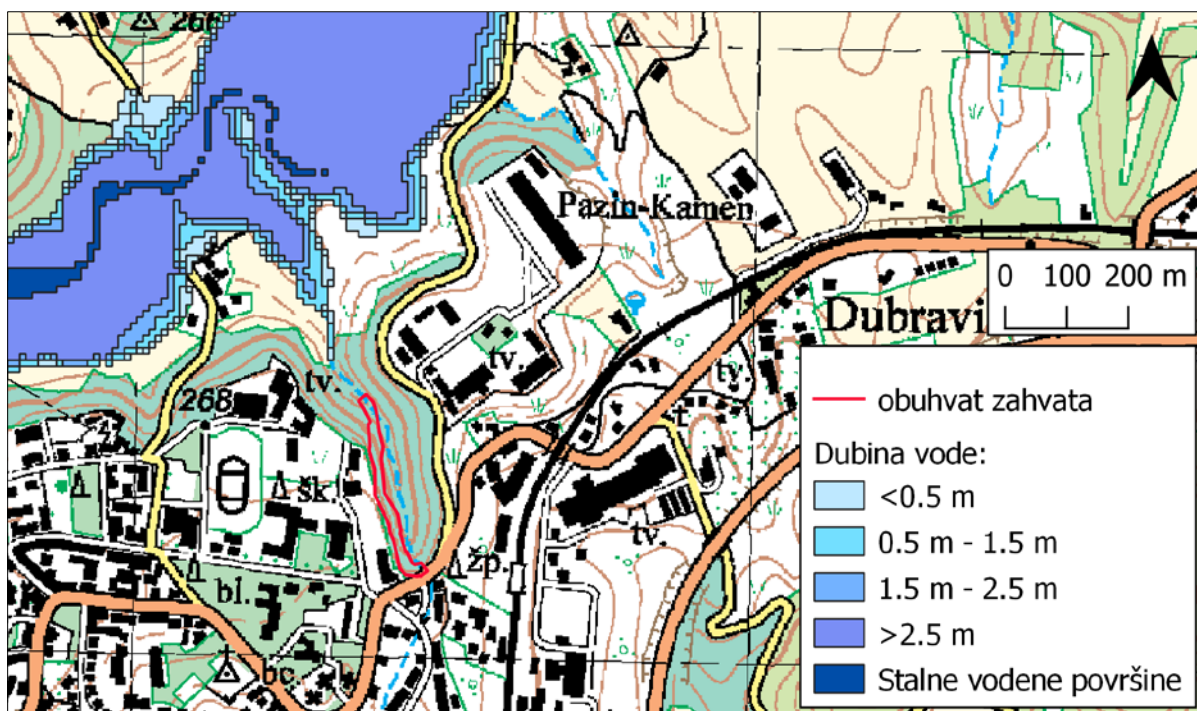 266
Pazin-Kamen
Dubravi
0 100 200 m
tv.
tv.
tv.
268
obuhvat zahvata
Dubina vode:
<0.5 m
0.5 m - 1.5 m
šk.
1.5 m - 2.5 m
tv.
žp.
bl.
>2.5 m
bc.
Stalne vodene površine